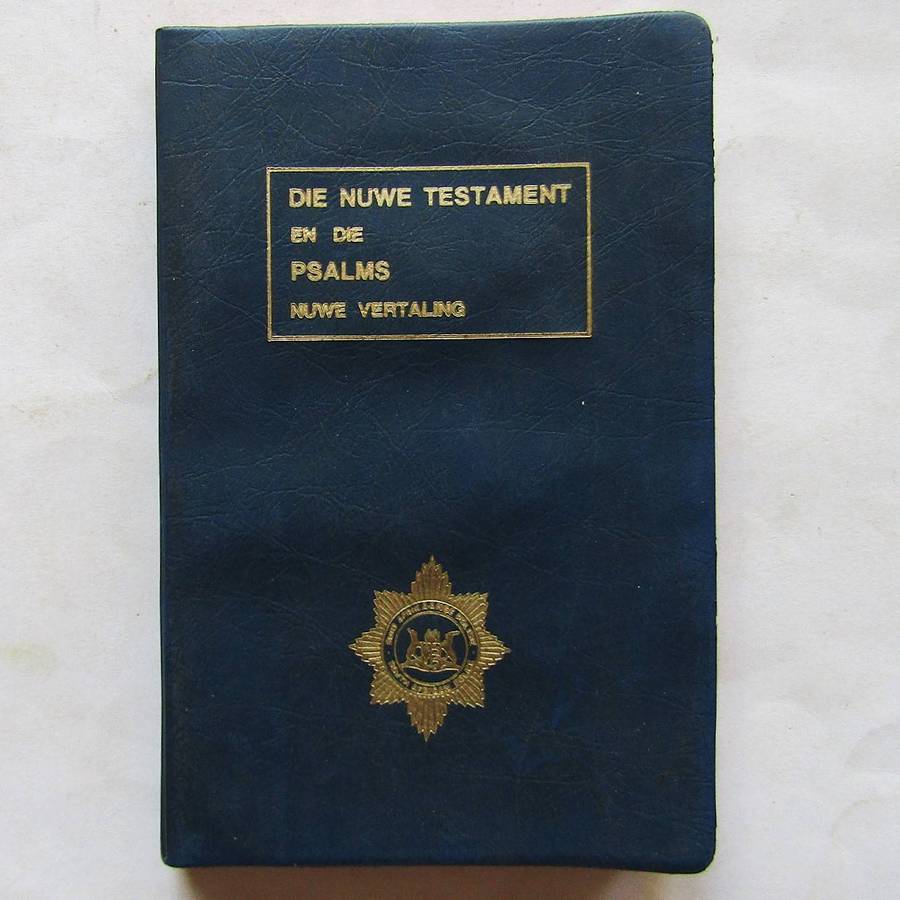 DIE NUWE TESTAMENT
EN DIE
PSALMS
NUWE VERTALING